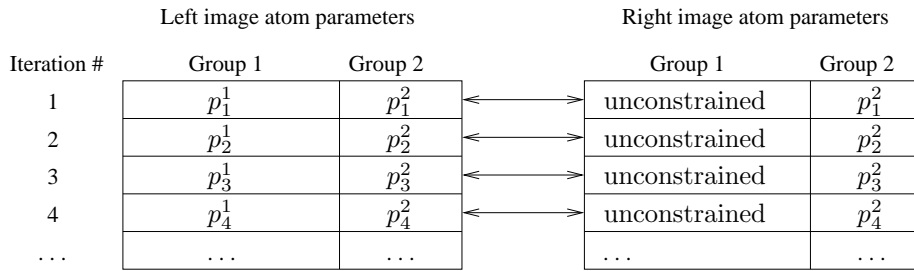 Left image atom parameters Right image atom parameters
Iteration # Group 1 Group 2 Group 1 Group 2
1 p_1^1 p_1^2 unconstrained p_1^2
2 p_2^1 p_2^2 unconstrained p_2^2
3 p_3^1 p_3^2 unconstrained p_3^2
4 p_4^1 p_4^2 unconstrained p_4^2
... ... ... ... ...